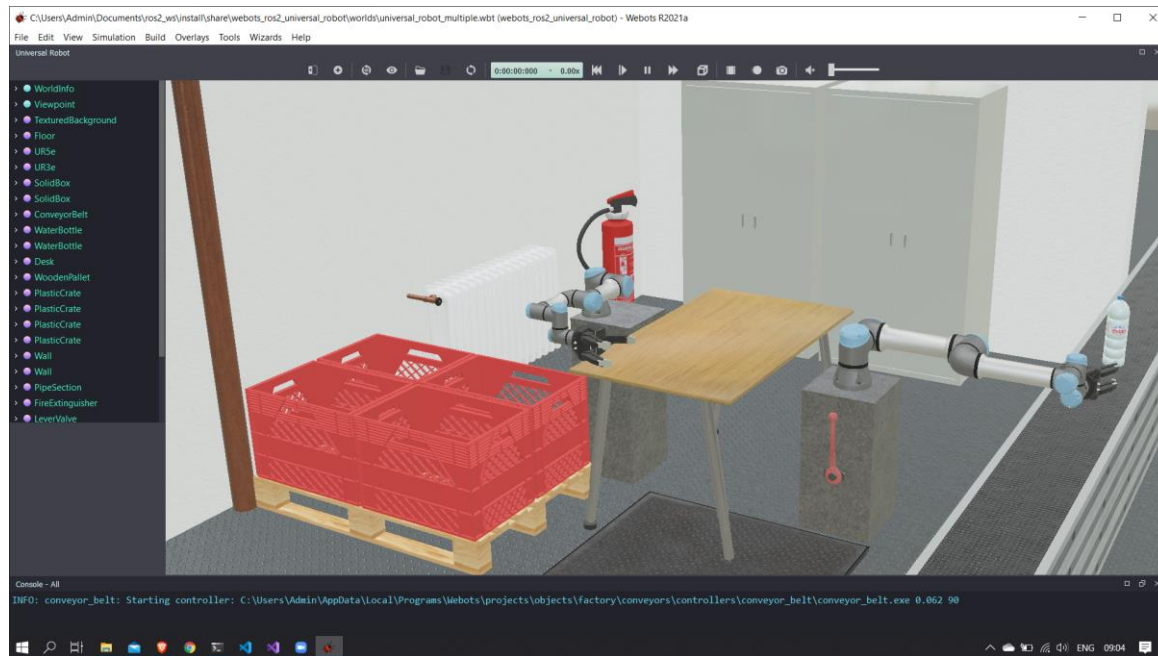 C:\Users\Admin\Documents\ros2_ws\install\share\webots_ros2_universal_robot\worlds\universal_robot_multiple.wbt (webots_ros2_universal_robot) - Webots R2021a
File Edit View Simulation Build Overlays Tools Wizards Help
Universal Robot
0:00:00:000 - 0.00x
WorldInfo
Viewpoint
TexturedBackground
Floor
UR5e
UR3e
SolidBox
SolidBox
ConveyorBelt
WaterBottle
WaterBottle
Desk
WoodenPallet
PlasticCrate
PlasticCrate
PlasticCrate
PlasticCrate
Wall
Wall
PipeSection
FireExtinguisher
LeverValve
Console - All
INFO: conveyor_belt: Starting controller: C:\Users\Admin\AppData\Local\Programs\Webots\projects\objects\factory\conveyors\controllers\conveyor_belt\conveyor_belt.exe 0.062 90
ENG 09:04